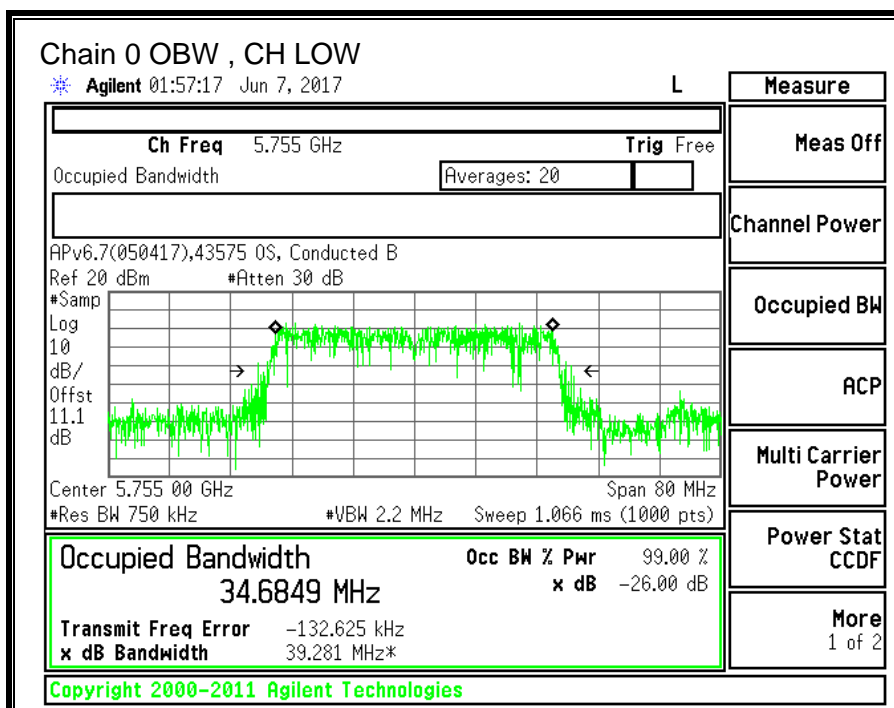 Chain 0 OBW , CH LOW
Agilent 01:57:17 Jun 7, 2017 L
Measure
Ch Freq 5.755 GHz Trig Free
Occupied Bandwidth Averages: 20
APv6.7(050417),43575 OS, Conducted B
Ref 20 dBm #Atten 30 dB
#Samp
Log
10
dB/
Offst
11.1
dB
Center 5.755 00 GHz Span 80 MHz
#Res BW 750 kHz #VBW 2.2 MHz Sweep 1.066 ms (1000 pts)
Occupied Bandwidth
34.6849 MHz
Occ BW % Pwr 99.00 %
x dB -26.00 dB
Transmit Freq Error -132.625 kHz
x dB Bandwidth 39.281 MHz*
Copyright 2000-2011 Agilent Technologies
Meas Off
Channel Power
Occupied BW
ACP
Multi Carrier
Power
Power Stat
CCDF
More
1 of 2